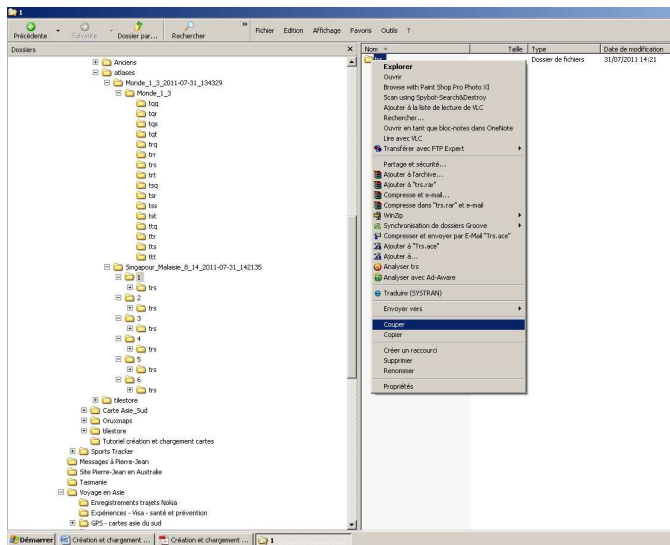 1
Précédente
Suivante
Dossier par...
Rechercher
»
Fichier Edition Affichage Favoris Outils ?
Dossiers
Anciens
atlases
Monde_1_3_2011-07-31_134329
Monde_1_3
tqq
tqr
tqs
tqt
trq
trr
trs
trt
tsq
tsr
tss
tst
ttq
ttr
tts
ttt
Singapour_Malaisie_8_14_2011-07-31_142135
1
trs
2
trs
3
trs
4
trs
5
trs
6
trs
tilestore
Carte Asie_Sud
Oruxmaps
tilestore
Tutoriel création et chargement cartes
Sports Tracker
Messages à Pierre-Jean
Site Pierre-Jean en Australie
Tasmanie
Voyage en Asie
Enregistrements trajets Nokia
Expériences - Visa - santé et prévention
GPS - cartes asie du sud
Nom Taille Type Date de modification
Dossier de fichiers 31/07/2011 14:21
Explorer
Ouvrir
Browse with Paint Shop Pro Photo XI
Scan using Spybot-Search&Destroy
Ajouter à la liste de lecture de VLC
Rechercher...
Ouvrir en tant que bloc-notes dans OneNote
Lire avec VLC
Transférer avec FTP Expert
Partage et sécurité...
Ajouter à l'archive...
Ajouter à "trs.rar"
Compresse et e-mail...
Compresse dans "trs.rar" et e-mail
WinZip
Synchronisation de dossiers Groove
Compresser et envoyer par E-Mail "Trs.ace"
Ajouter à "Trs.ace"
Ajouter à...
Analyser trs
Analyser avec Ad-Aware
Traduire (SYSTRAN)
Envoyer vers
Couper
Copier
Créer un raccourci
Supprimer
Renommer
Propriétés
Démarrer
Création et chargement ...
Création et chargement ...
1